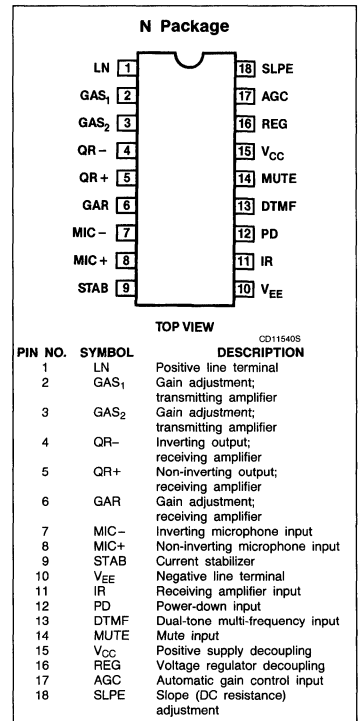 N Package
LN 1 18 SLPE
GAS1 2 17 AGC
GAS2 3 16 REG
QR− 4 15 VCC
QR+ 5 14 MUTE
GAR 6 13 DTMF
MIC− 7 12 PD
MIC+ 8 11 IR
STAB 9 10 VEE
TOP VIEW
CD11540S
PIN NO. SYMBOL DESCRIPTION
1 LN Positive line terminal
2 GAS1 Gain adjustment;
transmitting amplifier
3 GAS2 Gain adjustment;
transmitting amplifier
4 QR− Inverting output;
receiving amplifier
5 QR+ Non-inverting output;
receiving amplifier
6 GAR Gain adjustment;
receiving amplifier
7 MIC− Inverting microphone input
8 MIC+ Non-inverting microphone input
9 STAB Current stabilizer
10 VEE Negative line terminal
11 IR Receiving amplifier input
12 PD Power-down input
13 DTMF Dual-tone multi-frequency input
14 MUTE Mute input
15 VCC Positive supply decoupling
16 REG Voltage regulator decoupling
17 AGC Automatic gain control input
18 SLPE Slope (DC resistance)
adjustment